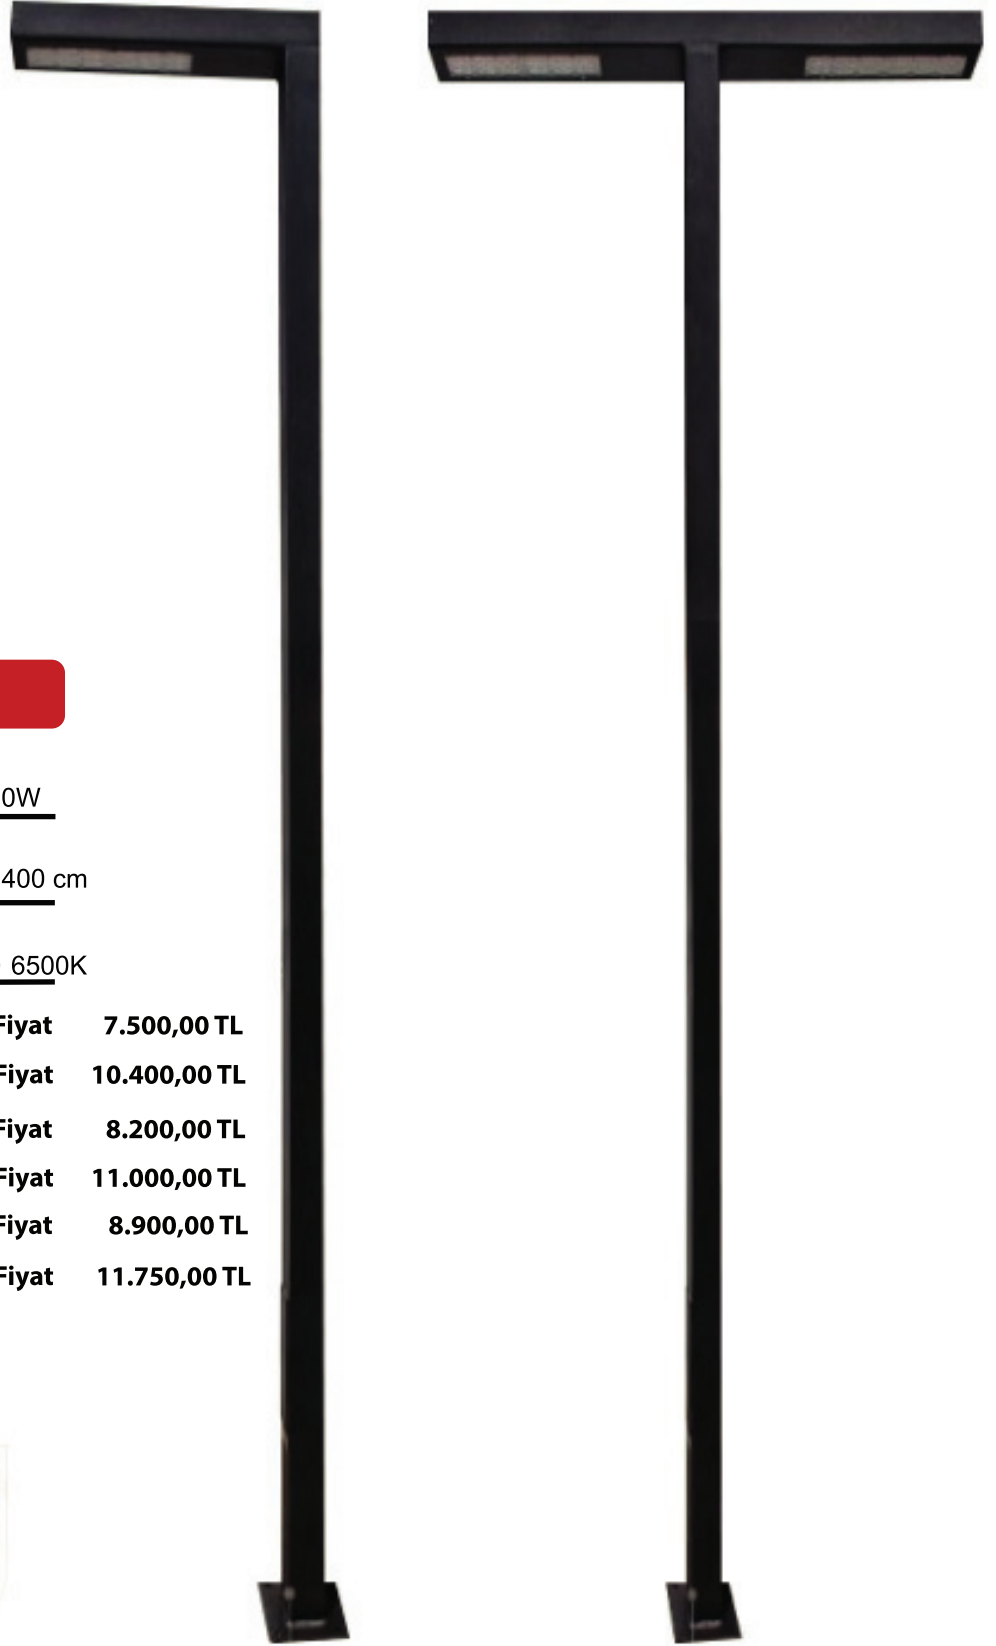 0W
400 cm
6500K
Fiyat 7.500,00 TL
Fiyat 10.400,00 TL
Fiyat 8.200,00 TL
Fiyat 11.000,00 TL
Fiyat 8.900,00 TL
Fiyat 11.750,00 TL